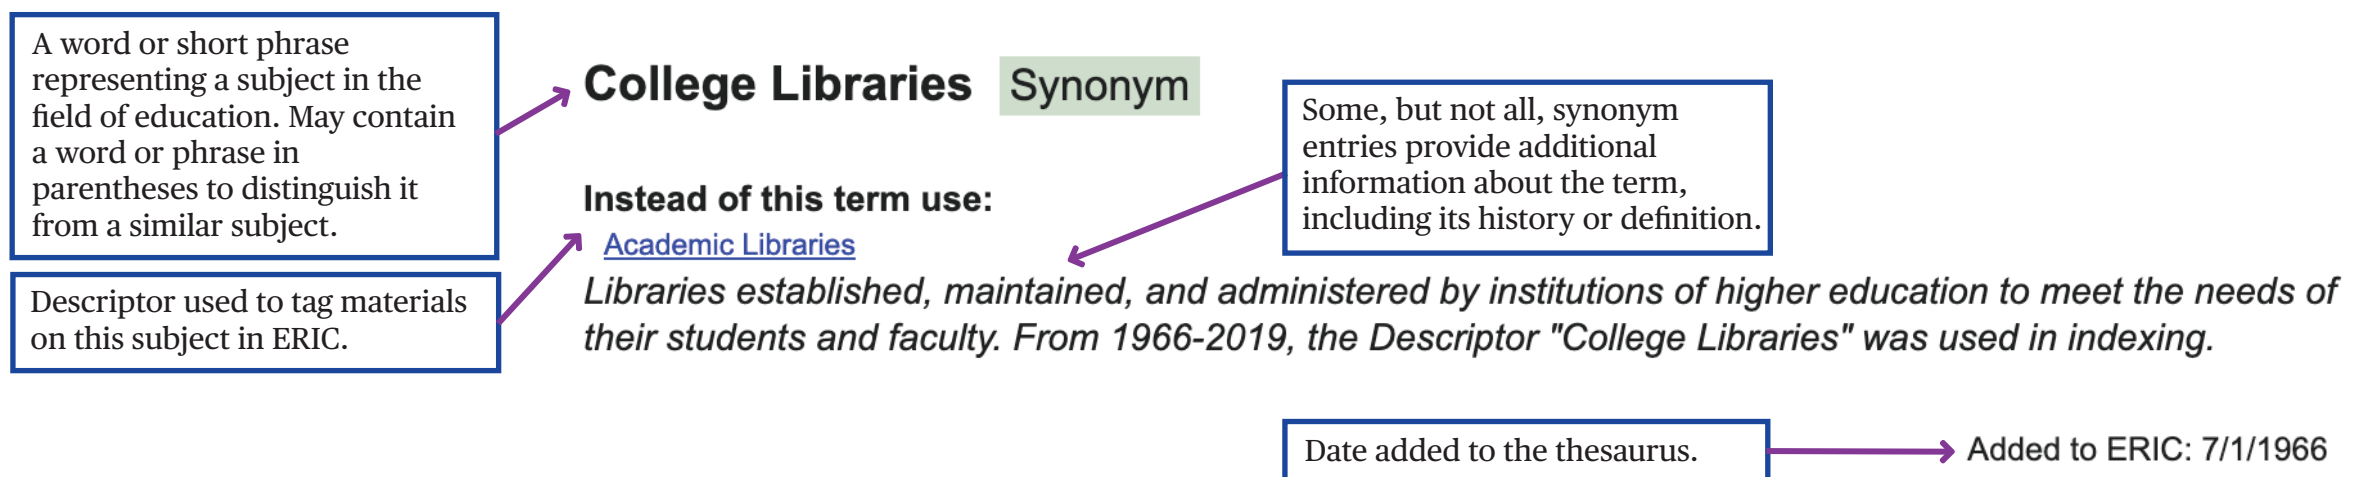 A word or short phrase
representing a subject in the
field of education. May contain
a word or phrase in
parentheses to distinguish it
from a similar subject.
College Libraries Synonym
Some, but not all, synonym
entries provide additional
information about the term,
including its history or definition.
Instead of this term use:
Academic Libraries
Descriptor used to tag materials
on this subject in ERIC.
Libraries established, maintained, and administered by institutions of higher education to meet the needs of
their students and faculty. From 1966-2019, the Descriptor "College Libraries" was used in indexing.
Date added to the thesaurus.
Added to ERIC: 7/1/1966